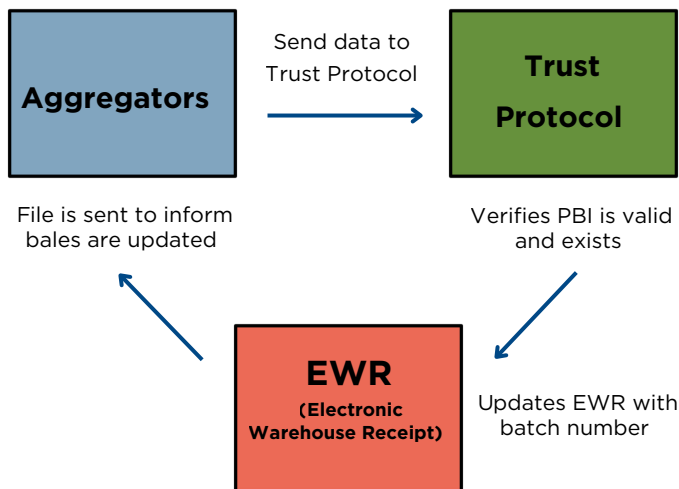 Aggregators
Send data to
Trust Protocol
Trust
Protocol
File is sent to inform
bales are updated
Verifies PBI is valid
and exists
EWR
(Electronic
Warehouse Receipt)
Updates EWR with
batch number